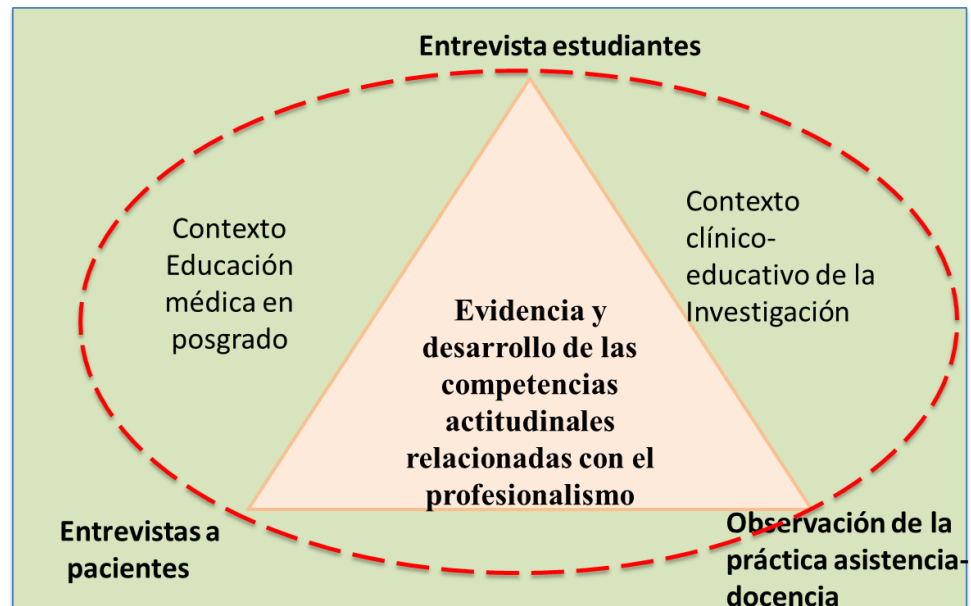 Entrevista estudiantes
Contexto
Educación
médica en
posgrado
Contexto
clínico-
educativo de la
Investigación
Evidencia y
desarrollo de las
competencias
actitudinales
relacionadas con el
profesionalismo
Entrevistas a
pacientes
Observación de la
práctica asistencia-
docencia